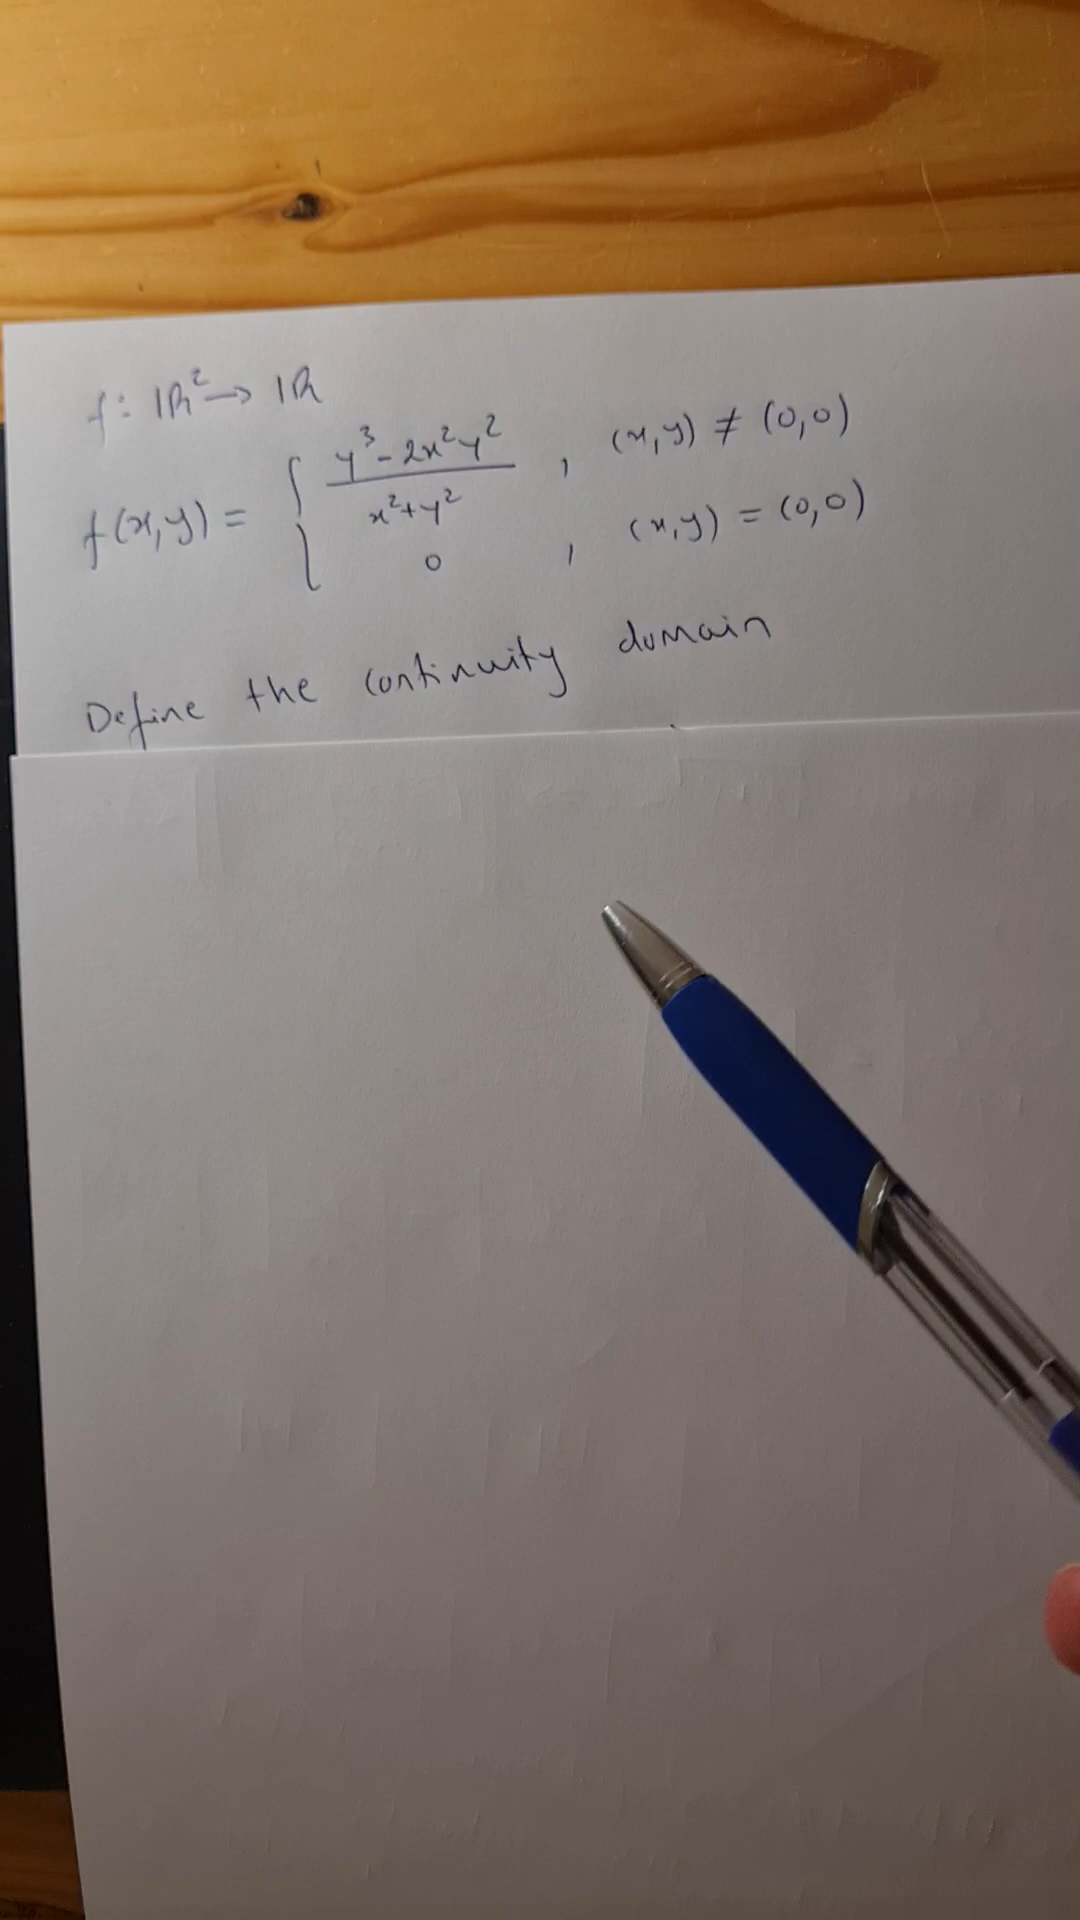 f: ℝ² → ℝ
f(x,y) = { (y³ - 2x²y²) / (x² + y²) , (x,y) ≠ (0,0)
0 , (x,y) = (0,0)
Define the continuity domain